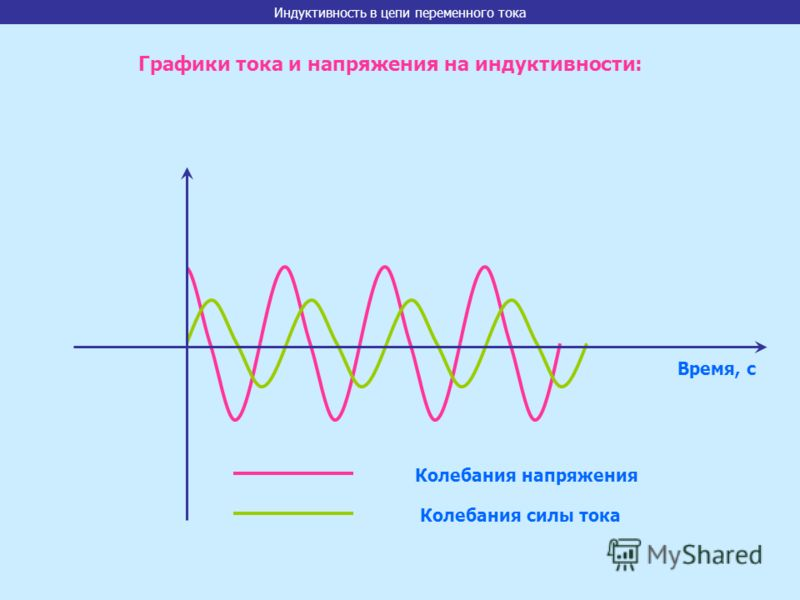 Индуктивность в цепи переменного тока
Графики тока и напряжения на индуктивности:
Время, с
Колебания напряжения
Колебания силы тока
MyShared